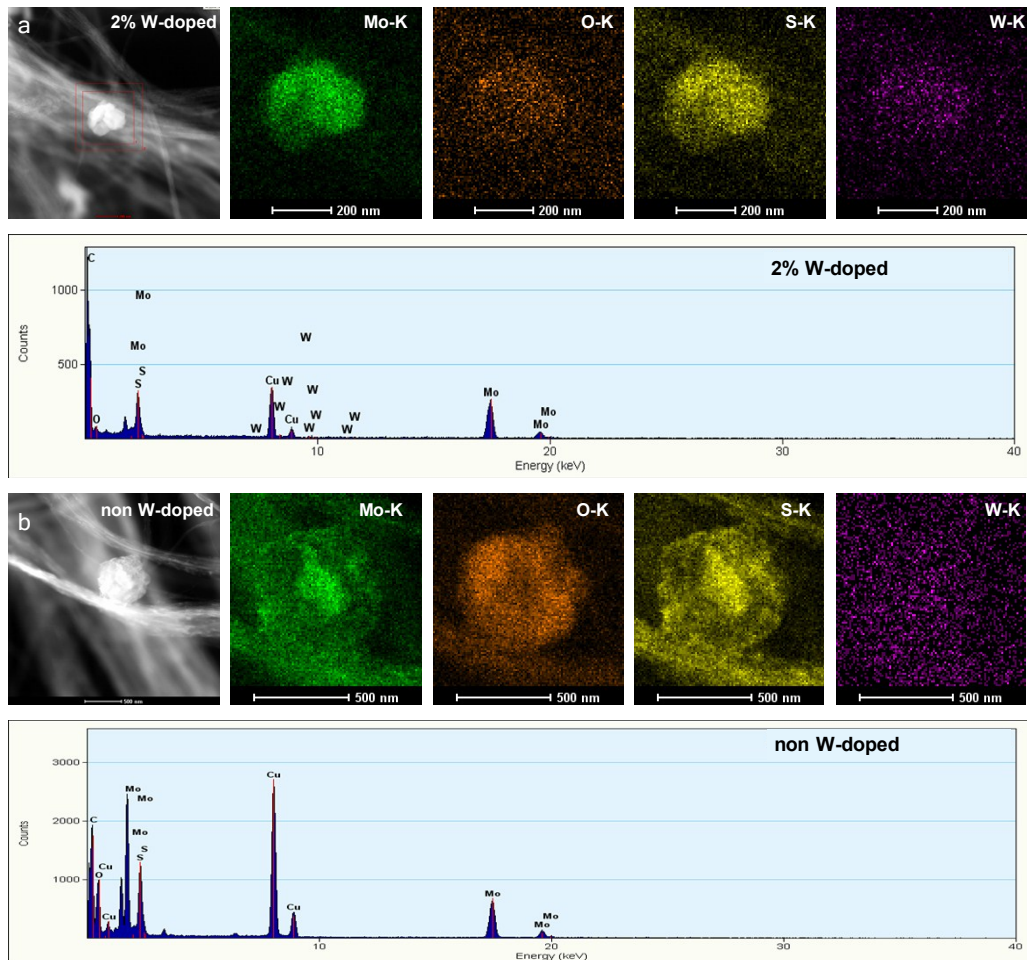 a 2% W-doped Mo-K O-K S-K W-K
200 nm 200 nm 200 nm 200 nm
2% W-doped
C
1000
Mo
W
Mo
500
S
S
Cu W W
Mo
W
W W
O Cu Mo
W W W Mo
10 20 30 40
Counts
Energy (keV)
b non W-doped Mo-K O-K S-K W-K
500 nm 500 nm 500 nm 500 nm 500 nm
non W-doped
3000
Cu
Mo
Mo
2000
C
Mo
S
S
Cu
O
1000
Mo
Cu Cu
Mo
Mo
10 20 30 40
Counts
Energy (keV)